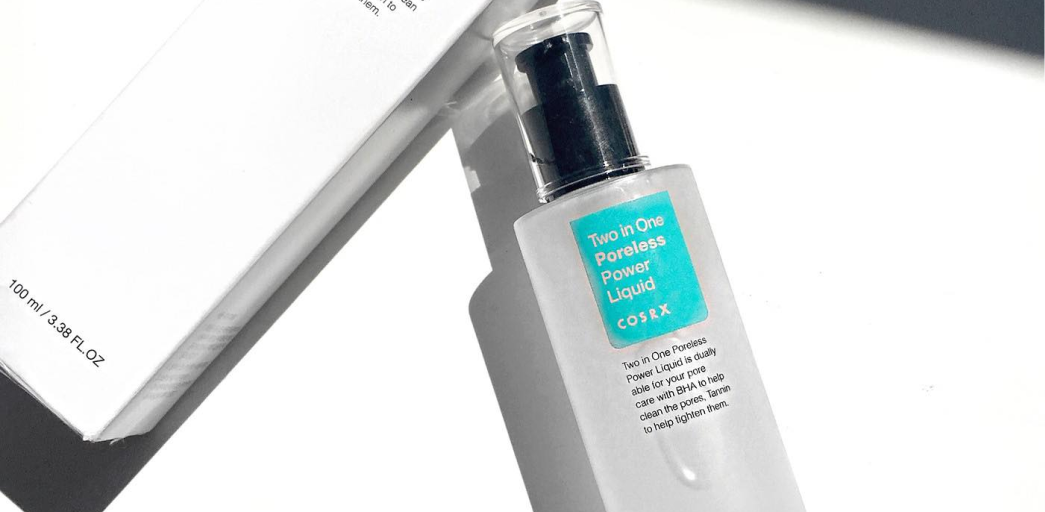 to
hem.
100 ml / 3.38 FL.OZ
Two in One
Poreless
Power
Liquid
COSRX
Two in One Poreless
Power Liquid is dually
able for your pore
care with BHA to help
clean the pores, Tannin
to help tighten them.